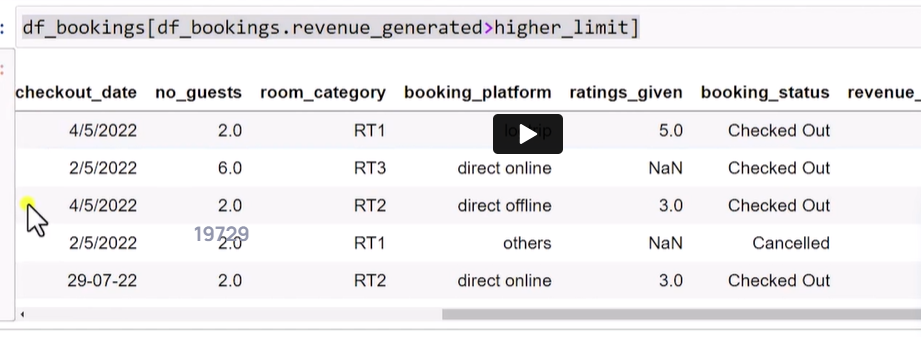 df_bookings[df_bookings.revenue_generated>higher_limit]
checkout_date no_guests room_category booking_platform ratings_given booking_status revenue_
4/5/2022 2.0 RT1 5.0 Checked Out
2/5/2022 6.0 RT3 direct online NaN Checked Out
4/5/2022 2.0 RT2 direct offline 3.0 Checked Out
19729
2/5/2022 2.0 RT1 others NaN Cancelled
29-07-22 2.0 RT2 direct online 3.0 Checked Out